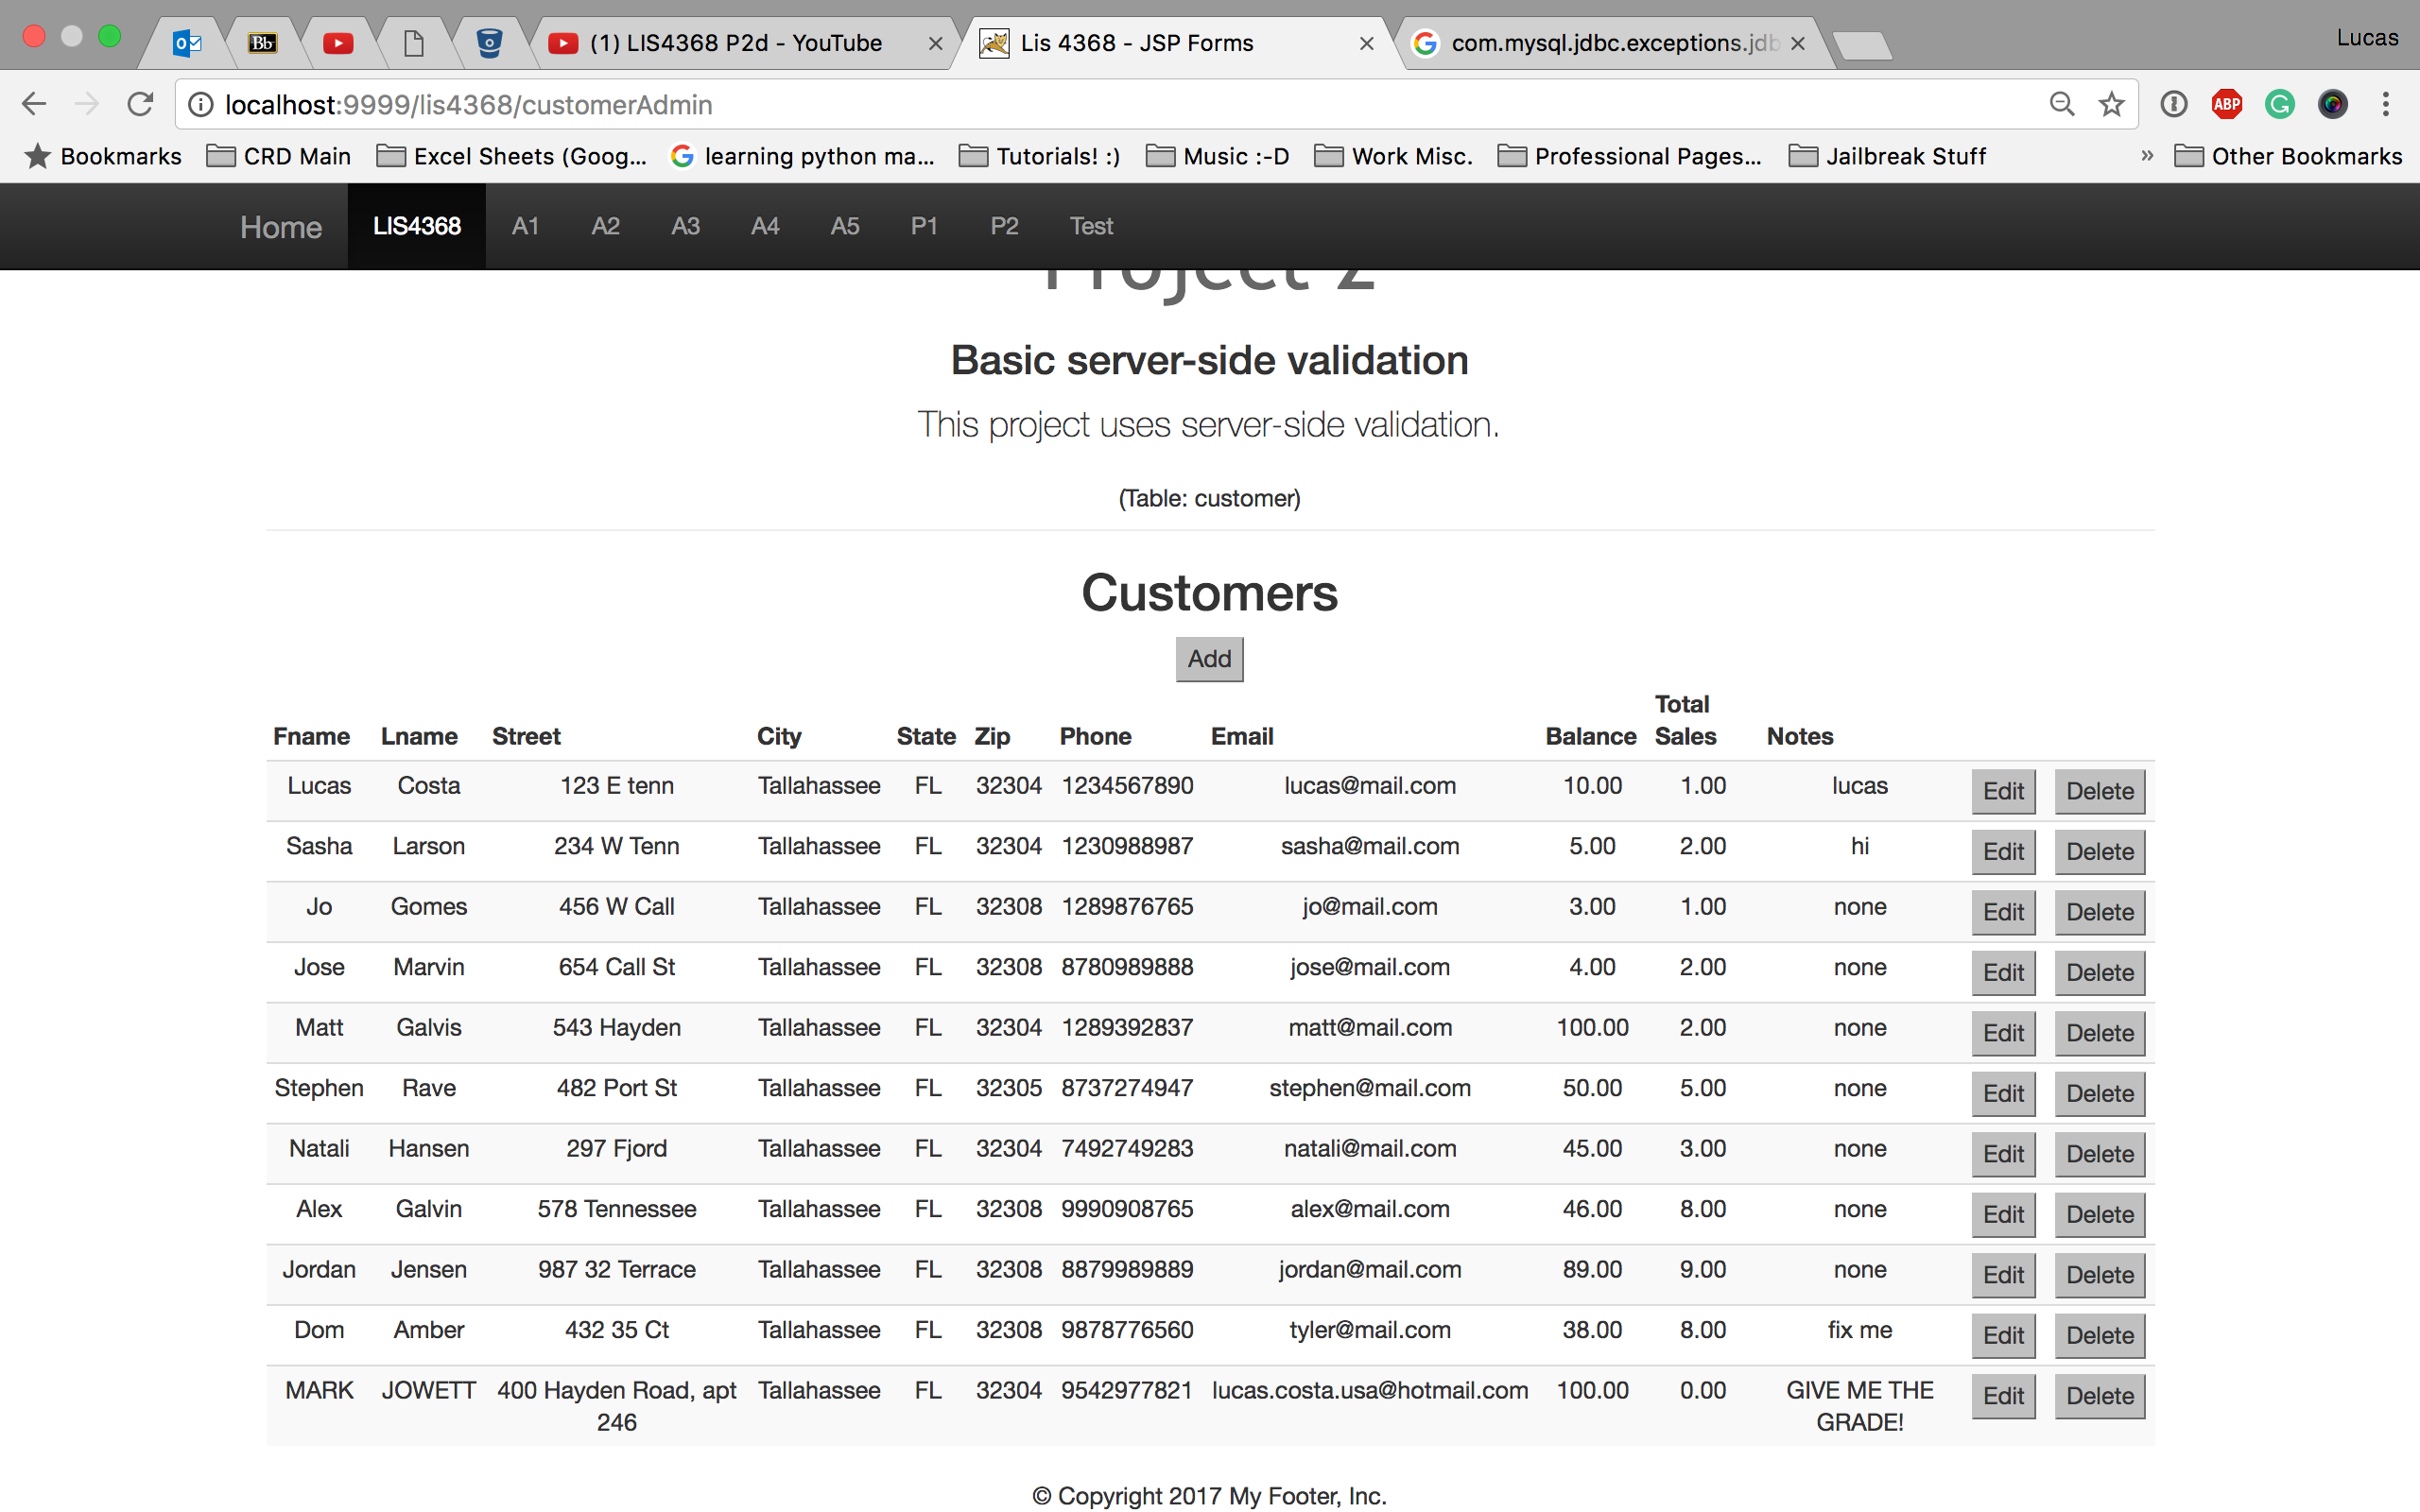 (1) LIS4368 P2d - YouTube
Lis 4368 - JSP Forms
com.mysql.jdbc.exceptions.jdb
Lucas
localhost:9999/lis4368/customerAdmin
ABP
Bookmarks CRD Main Excel Sheets (Goog... learning python ma... Tutorials! :) Music :-D Work Misc. Professional Pages... Jailbreak Stuff » Other Bookmarks
Home LIS4368 A1 A2 A3 A4 A5 P1 P2 Test
Project 2
Basic server-side validation
This project uses server-side validation.
(Table: customer)
Customers
Add
Fname Lname Street City State Zip Phone Email Balance Total Sales Notes
Lucas Costa 123 E tenn Tallahassee FL 32304 1234567890 lucas@mail.com 10.00 1.00 lucas Edit Delete
Sasha Larson 234 W Tenn Tallahassee FL 32304 1230988987 sasha@mail.com 5.00 2.00 hi Edit Delete
Jo Gomes 456 W Call Tallahassee FL 32308 1289876765 jo@mail.com 3.00 1.00 none Edit Delete
Jose Marvin 654 Call St Tallahassee FL 32308 8780989888 jose@mail.com 4.00 2.00 none Edit Delete
Matt Galvis 543 Hayden Tallahassee FL 32304 1289392837 matt@mail.com 100.00 2.00 none Edit Delete
Stephen Rave 482 Port St Tallahassee FL 32305 8737274947 stephen@mail.com 50.00 5.00 none Edit Delete
Natali Hansen 297 Fjord Tallahassee FL 32304 7492749283 natali@mail.com 45.00 3.00 none Edit Delete
Alex Galvin 578 Tennessee Tallahassee FL 32308 9990908765 alex@mail.com 46.00 8.00 none Edit Delete
Jordan Jensen 987 32 Terrace Tallahassee FL 32308 8879989889 jordan@mail.com 89.00 9.00 none Edit Delete
Dom Amber 432 35 Ct Tallahassee FL 32308 9878776560 tyler@mail.com 38.00 8.00 fix me Edit Delete
MARK JOWETT 400 Hayden Road, apt 246 Tallahassee FL 32304 9542977821 lucas.costa.usa@hotmail.com 100.00 0.00 GIVE ME THE GRADE! Edit Delete
© Copyright 2017 My Footer, Inc.